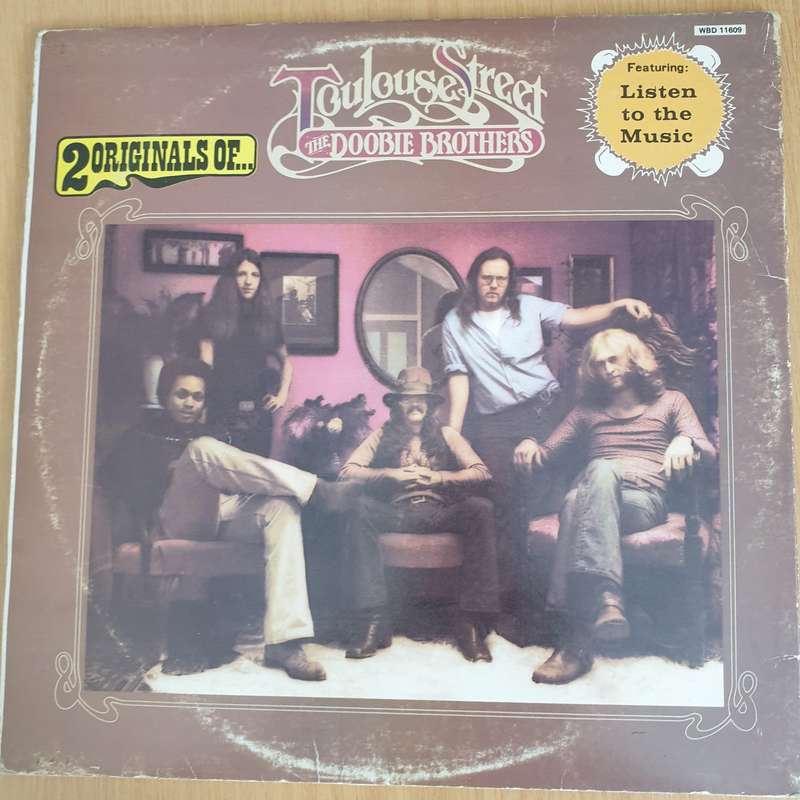 WBD 11609
Toulouse Street
THE DOOBIE BROTHERS
2 ORIGINALS OF...
Featuring:
Listen
to the
Music